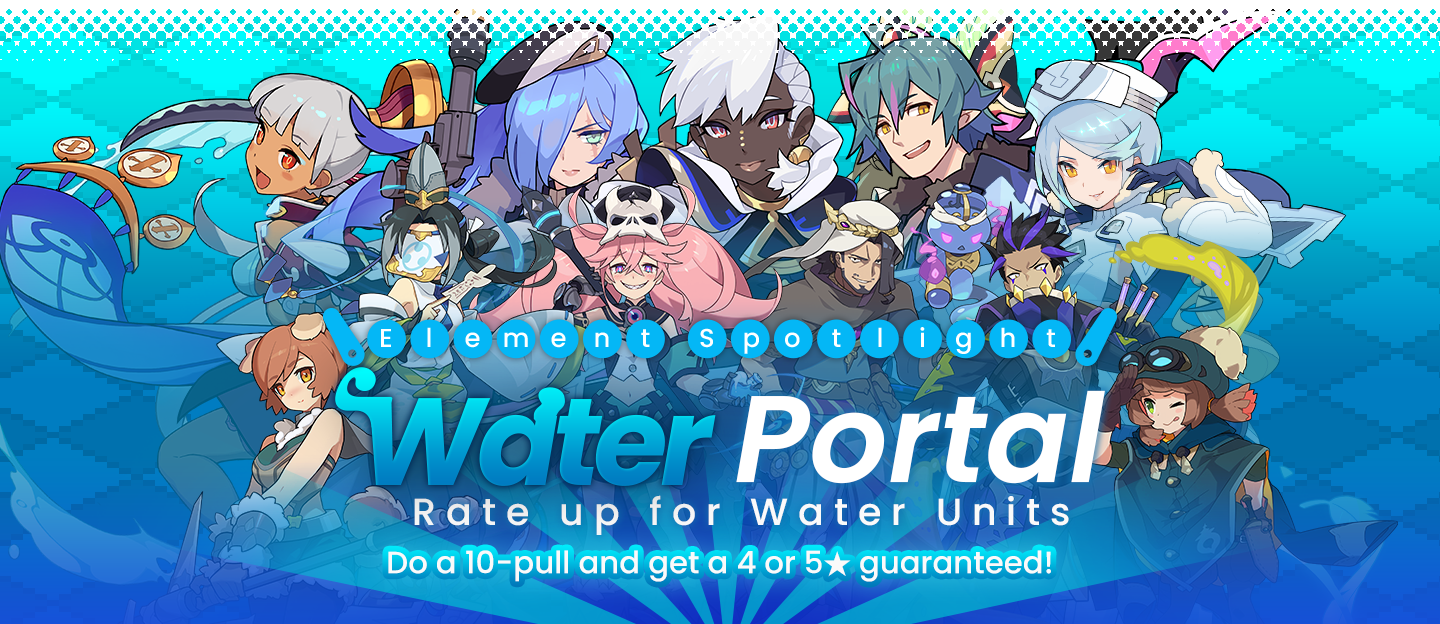 Element Spotlight
Water Portal
Rate up for Water Units
Do a 10-pull and get a 4 or 5★ guaranteed!